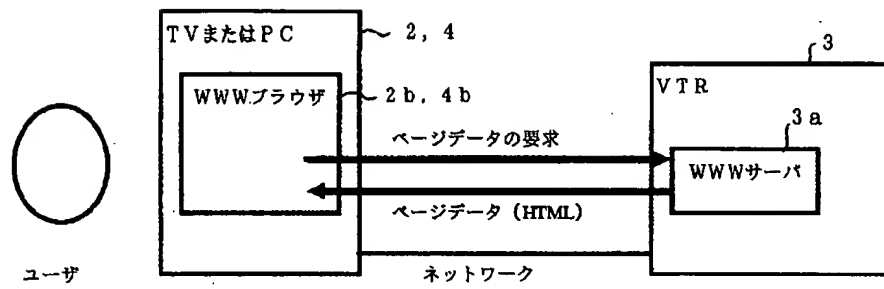 TVまたはPC
2, 4
WWWブラウザ
2b, 4b
ページデータの要求
ページデータ (HTML)
3
VTR
3a
WWWサーバ
ユーザ
ネットワーク